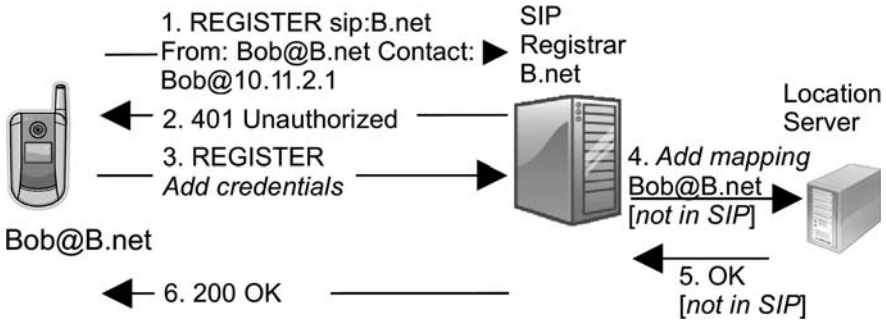 1. REGISTER sip:B.net
From: Bob@B.net Contact:
Bob@10.11.2.1
SIP
Registrar
B.net
Location
Server
2. 401 Unauthorized
3. REGISTER
Add credentials
4. Add mapping
Bob@B.net
[not in SIP]
Bob@B.net
5. OK
[not in SIP]
6. 200 OK